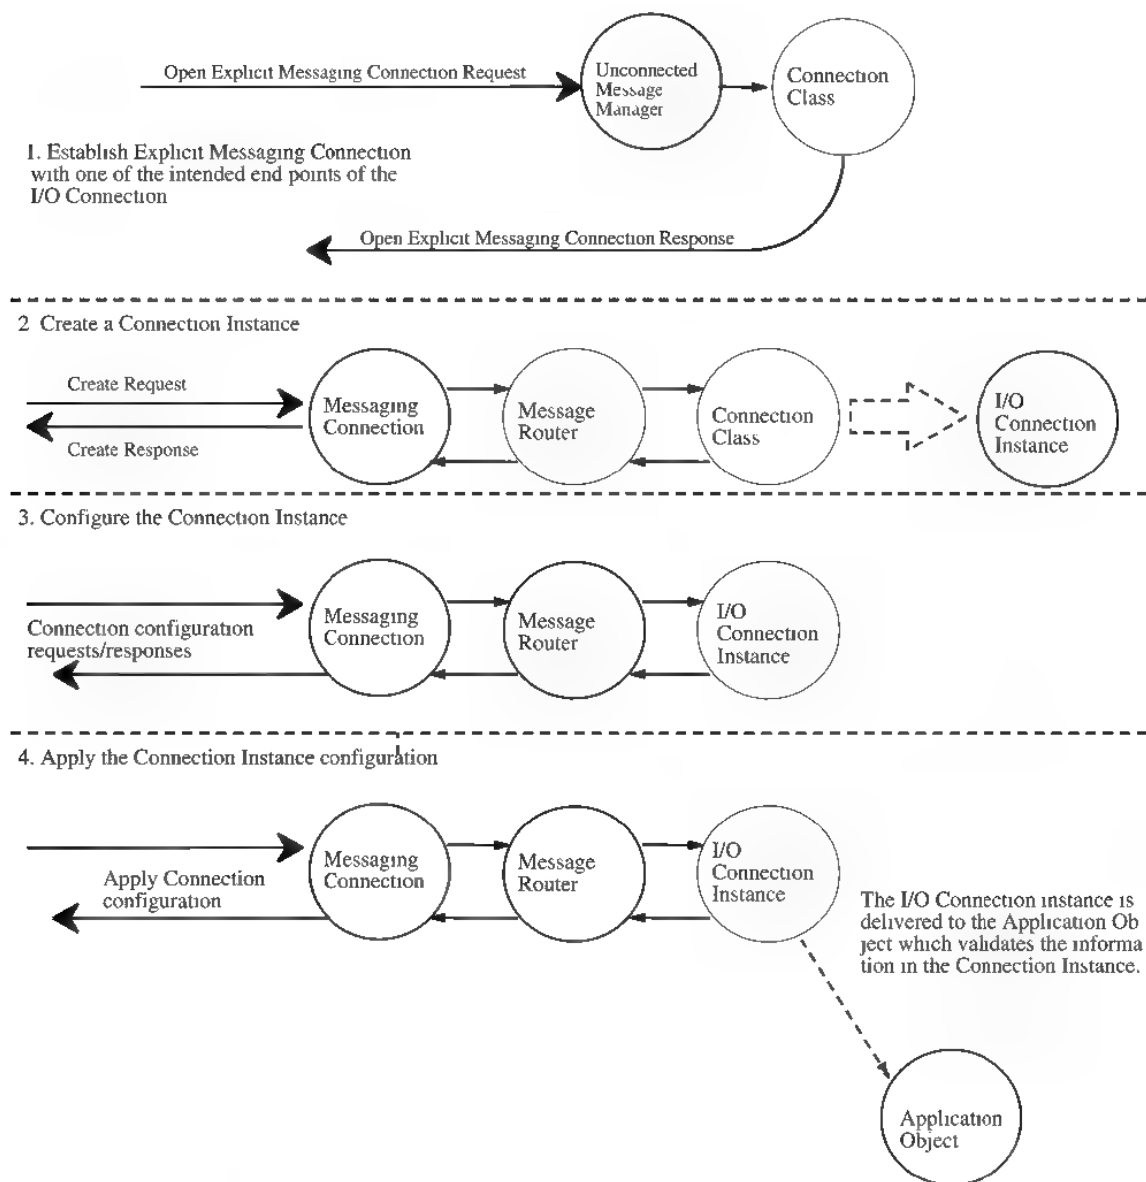 Open Explicit Messaging Connection Request
Unconnected
Message
Manager
Connection
Class
1. Establish Explicit Messaging Connection
with one of the intended end points of the
I/O Connection
Open Explicit Messaging Connection Response
2 Create a Connection Instance
Create Request
Create Response
Messaging
Connection
Message
Router
Connection
Class
I/O
Connection
Instance
3. Configure the Connection Instance
Connection configuration
requests/responses
Messaging
Connection
Message
Router
I/O
Connection
Instance
4. Apply the Connection Instance configuration
Apply Connection
configuration
Messaging
Connection
Message
Router
I/O
Connection
Instance
The I/O Connection instance is
delivered to the Application Ob
ject which validates the informa
tion in the Connection Instance.
Application
Object